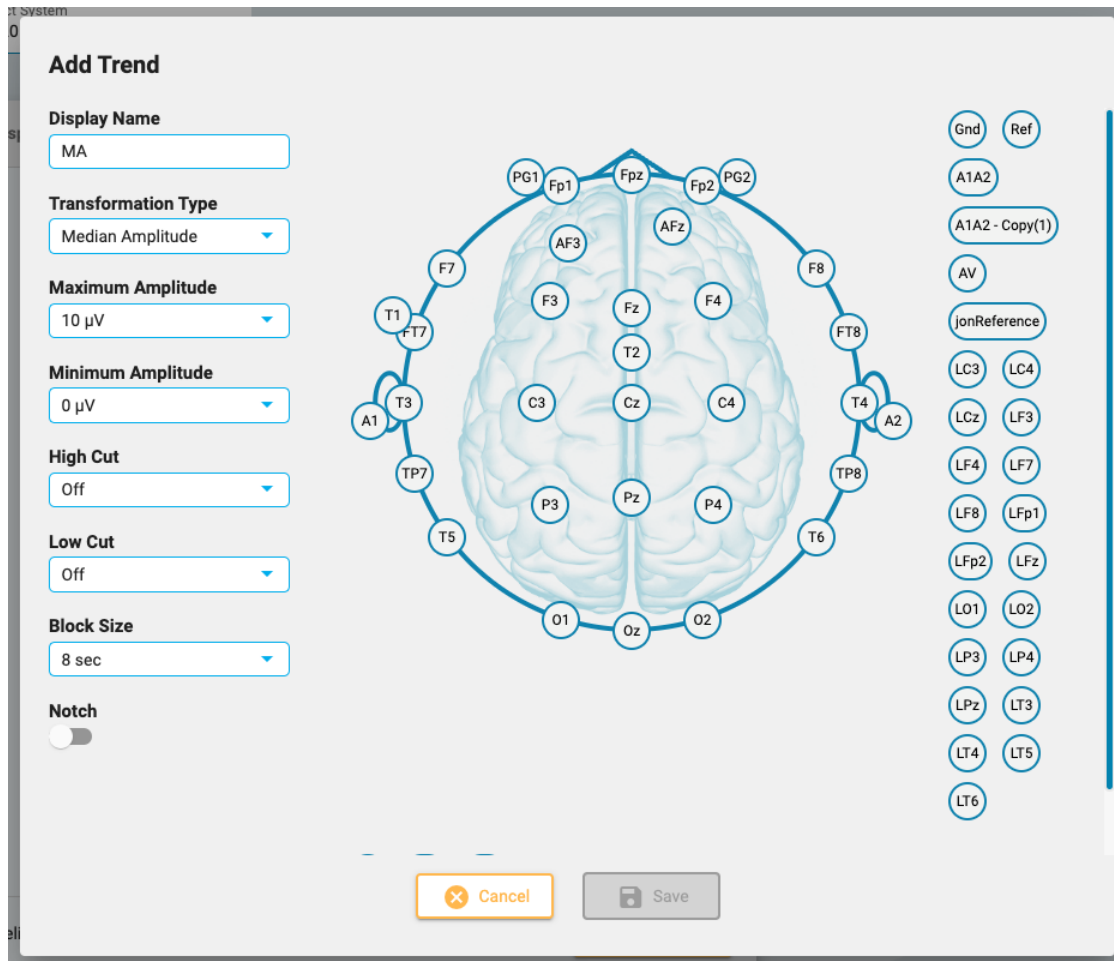 ct System
Add Trend
Display Name
MA
Transformation Type
Median Amplitude
Maximum Amplitude
10 µV
Minimum Amplitude
0 µV
High Cut
Off
Low Cut
Off
Block Size
8 sec
Notch
PG1 Fp1 Fpz Fp2 PG2
AF3 AFz
F7 F8
F3 Fz F4
T1 FT7 FT8
T2
A1 T3 C3 Cz C4 T4 A2
TP7 TP8
P3 Pz P4
T5 T6
O1 Oz O2
Gnd Ref
A1A2
A1A2 - Copy(1)
AV
jonReference
LC3 LC4
LCz LF3
LF4 LF7
LF8 LFp1
LFp2 LFz
LO1 LO2
LP3 LP4
LPz LT3
LT4 LT5
LT6
Cancel Save